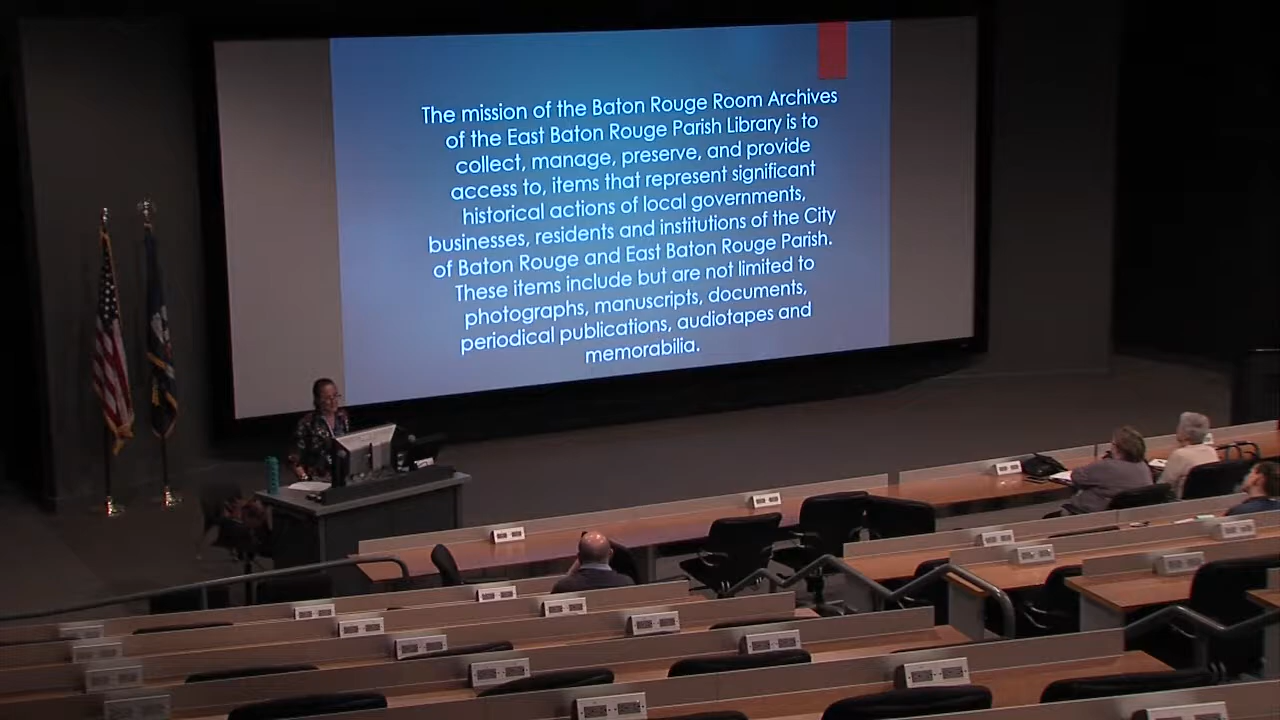 The mission of the Baton Rouge Room Archives
of the East Baton Rouge Parish Library is to
collect, manage, preserve, and provide
access to, items that represent significant
historical actions of local governments,
businesses, residents and institutions of the City
of Baton Rouge and East Baton Rouge Parish.
These items include but are not limited to
photographs, manuscripts, documents,
periodical publications, audiotapes and
memorabilia.